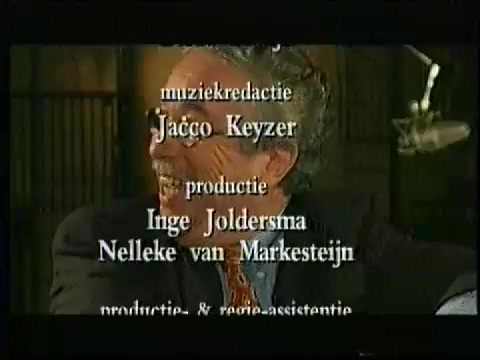 muziekredactie
Jacco Keyzer
productie
Inge Joldersma
Nelleke van Markesteijn
productie- & regie-assistentie